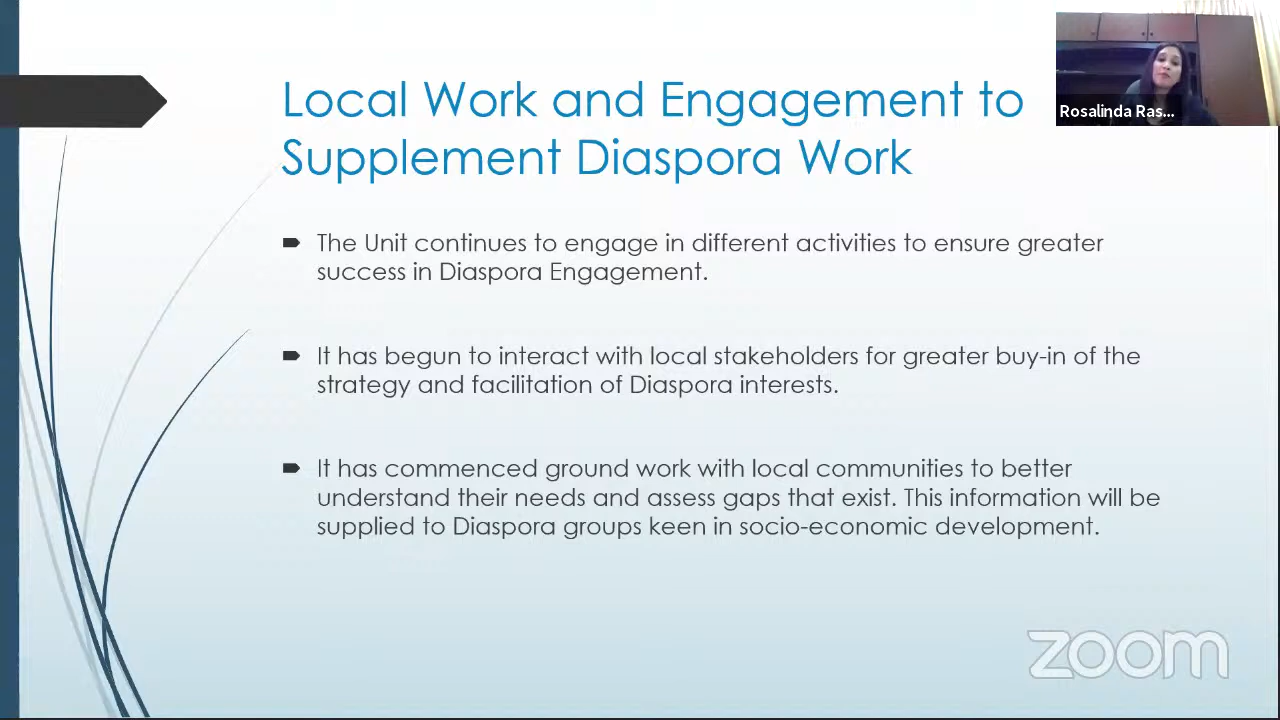 Local Work and Engagement to
Supplement Diaspora Work
Rosalinda Ras...
The Unit continues to engage in different activities to ensure greater
success in Diaspora Engagement.
It has begun to interact with local stakeholders for greater buy-in of the
strategy and facilitation of Diaspora interests.
It has commenced ground work with local communities to better
understand their needs and assess gaps that exist. This information will be
supplied to Diaspora groups keen in socio-economic development.
zoom